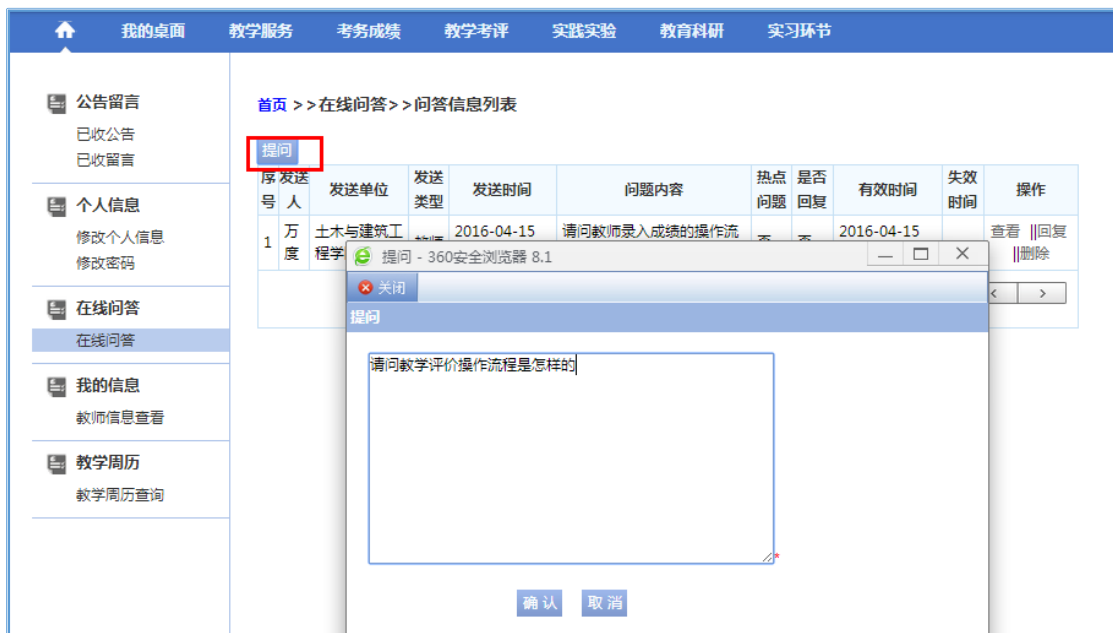 我的桌面 教学服务 考务成绩 教学考评 实践实验 教育科研 实习环节
公告留言
已收公告
已收留言
个人信息
修改个人信息
修改密码
在线问答
在线问答
我的信息
教师信息查看
教学周历
教学周历查询
首页 >>在线问答>>问答信息列表
提问
序号 发送人 发送单位 发送类型 发送时间 问题内容 热点问题 是否回复 有效时间 失效时间 操作
1 万度 土木与建筑工 2016-04-15 请问教师录入成绩的操作流 2016-04-15 查看 ||回复
程学 ||删除
< >
提问 - 360安全浏览器 8.1
关闭
提问
请问教学评价操作流程是怎样的
*
确 认 取 消